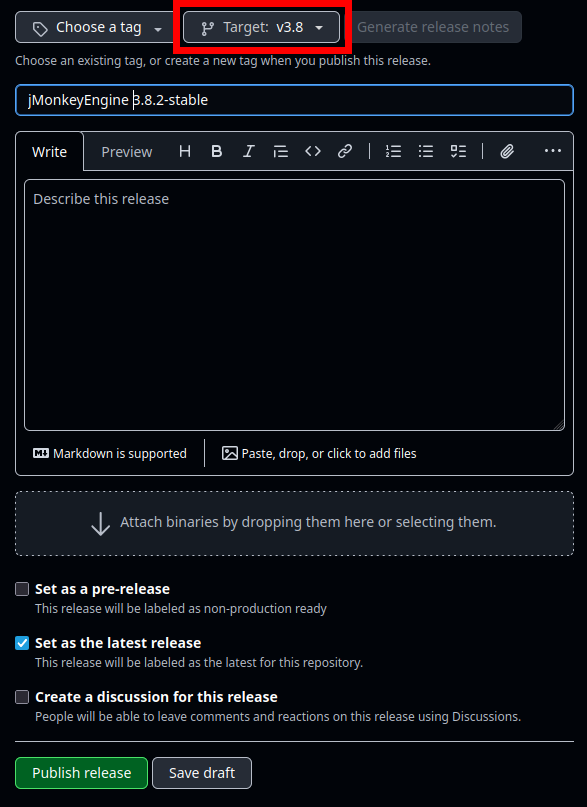 Choose a tag Target: v3.8 Generate release notes
Choose an existing tag, or create a new tag when you publish this release.
jMonkeyEngine 3.8.2-stable
Write Preview H B I
Describe this release
Markdown is supported Paste, drop, or click to add files
Attach binaries by dropping them here or selecting them.
Set as a pre-release
This release will be labeled as non-production ready
Set as the latest release
This release will be labeled as the latest for this repository.
Create a discussion for this release
People will be able to leave comments and reactions on this release using Discussions.
Publish release Save draft